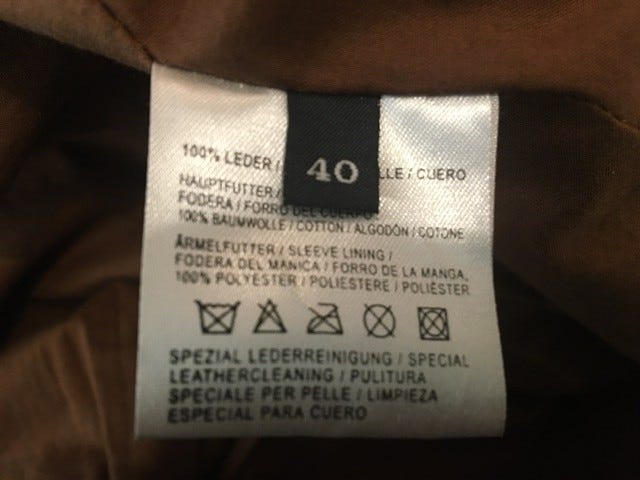 100% LEDER / LLE / CUERO
40
HAUPTFUTTER /
FODERA / FORRO DEL CUERPO
100% BAUMWOLLE / COTTON / ALGODÓN / COTONE
ÄRMELFUTTER / SLEEVE LINING /
FODERA DEL MANICA / FORRO DE LA MANGA,
100% POLYESTER / POLIESTERE / POLIÈSTER
SPEZIAL LEDERREINIGUNG / SPECIAL
LEATHERCLEANING / PULITURA
SPECIALE PER PELLE / LIMPIEZA
ESPECIAL PARA CUERO